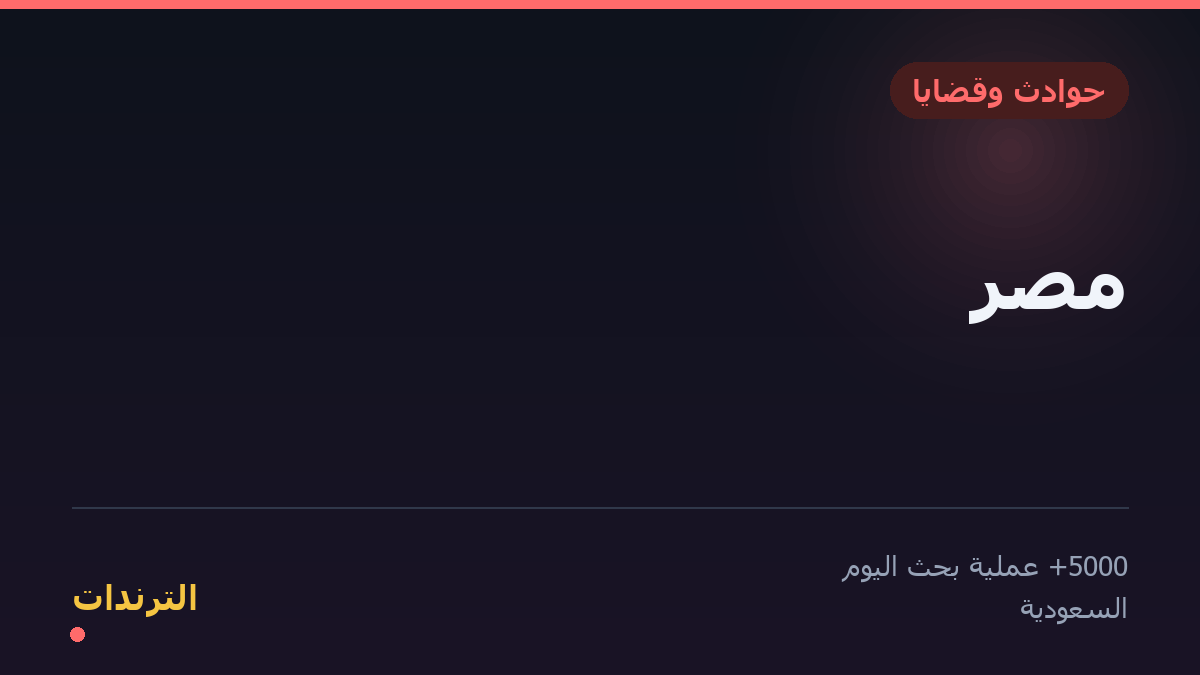 حوادث وقضايا
مصر
5000+ عملية بحث اليوم
السعودية
الترندات